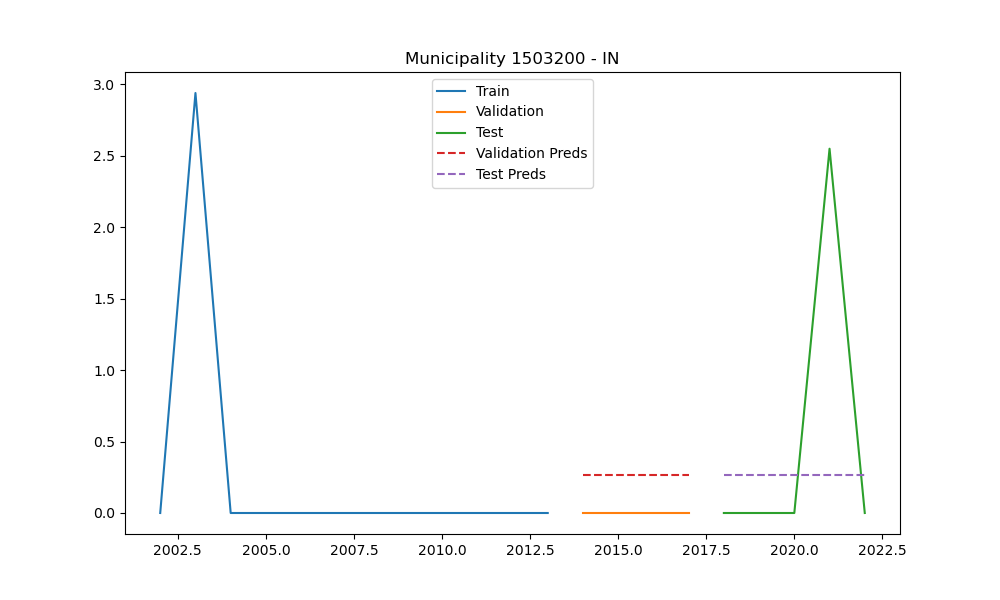 Municipality 1503200 - IN
3.0
2.5
2.0
1.5
1.0
0.5
0.0
Train
Validation
Test
Validation Preds
Test Preds
2002.5 2005.0 2007.5 2010.0 2012.5 2015.0 2017.5 2020.0 2022.5